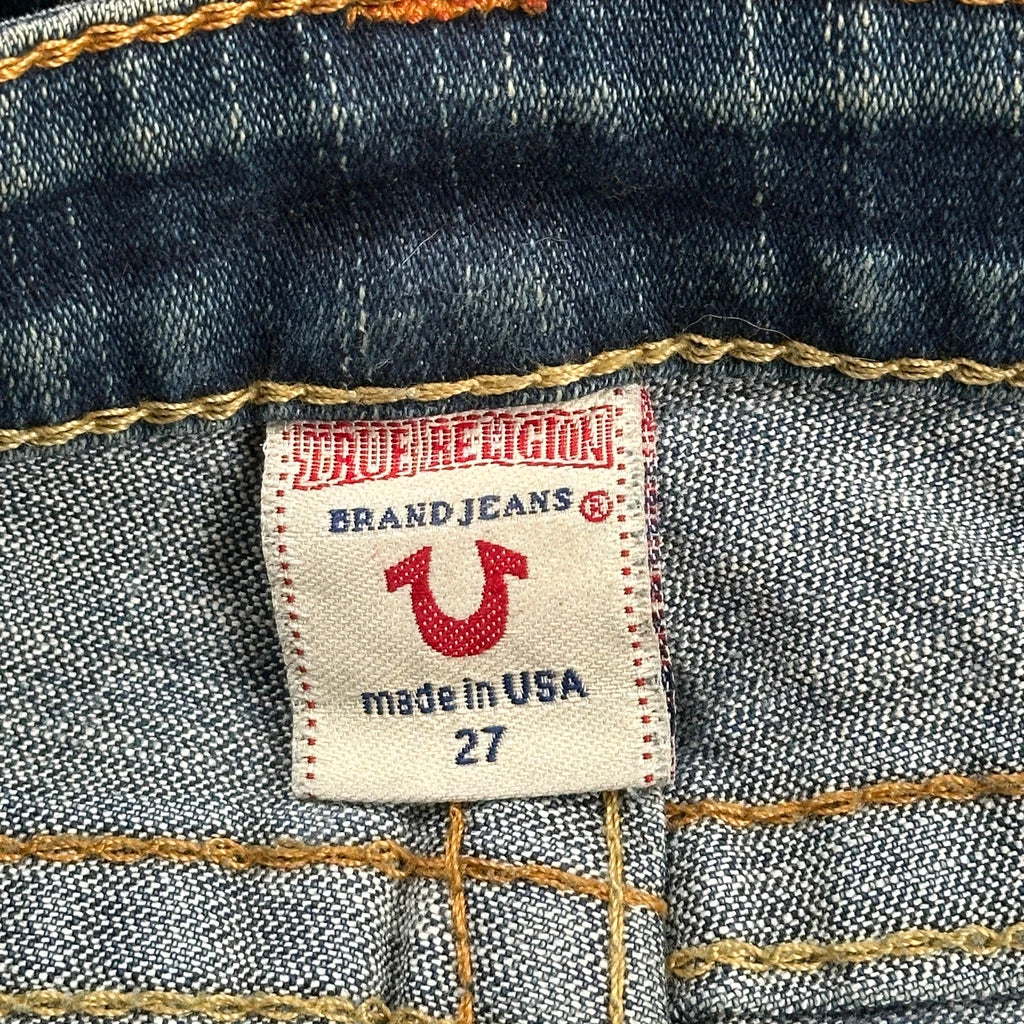 TRUE RELIGION
BRAND JEANS ®
made in USA
27